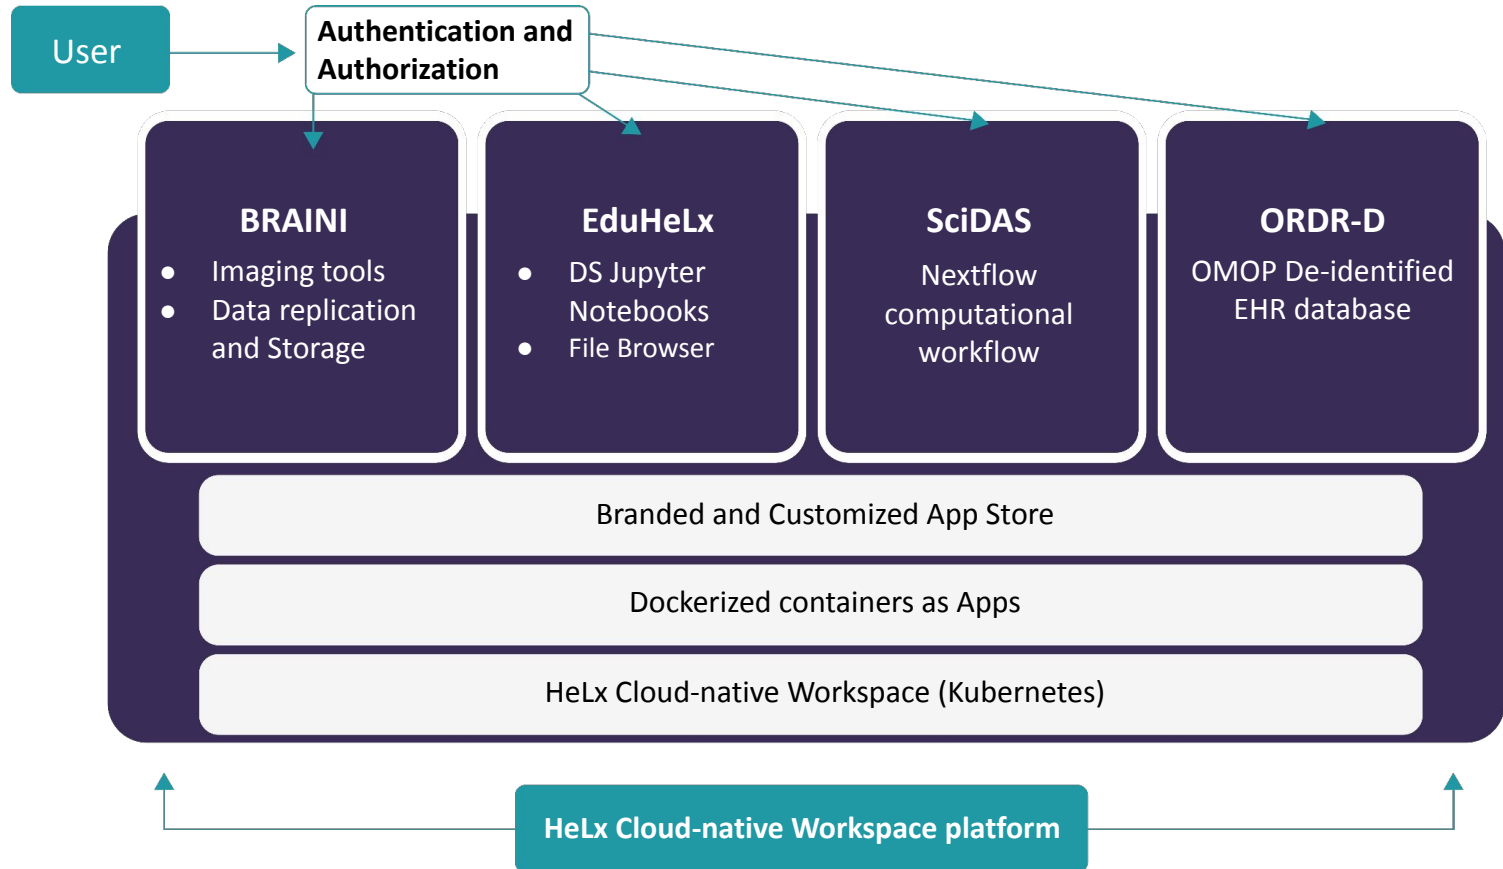 User
Authentication and
Authorization
BRAINI
● Imaging tools
● Data replication
and Storage
EduHeLx
● DS Jupyter
Notebooks
● File Browser
SciDAS
Nextflow
computational
workflow
ORDR-D
OMOP De-identified
EHR database
Branded and Customized App Store
Dockerized containers as Apps
HeLx Cloud-native Workspace (Kubernetes)
HeLx Cloud-native Workspace platform